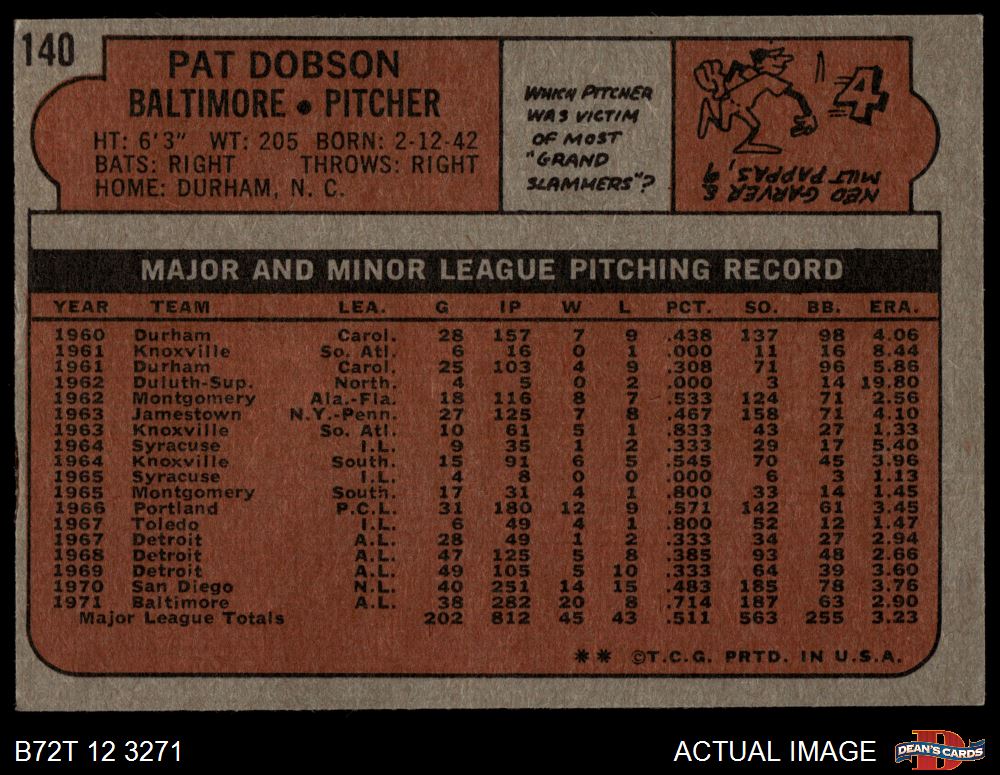 140
PAT DOBSON
BALTIMORE • PITCHER
HT: 6'3" WT: 205 BORN: 2-12-42
BATS: RIGHT THROWS: RIGHT
HOME: DURHAM, N. C.
WHICH PITCHER
WAS VICTIM
OF MOST
"GRAND
SLAMMERS"?
4
NED GARVER &
MILT PAPPAS, 9
MAJOR AND MINOR LEAGUE PITCHING RECORD
YEAR TEAM LEA. G IP W L PCT. SO. BB. ERA.
1960 Durham Carol. 28 157 7 9 .438 137 98 4.06
1961 Knoxville So. Atl. 6 16 0 1 .000 11 16 8.44
1961 Durham Carol. 25 103 4 9 .308 71 96 5.86
1962 Duluth-Sup. North. 4 5 0 2 .000 3 14 19.80
1962 Montgomery Ala.-Fla. 18 116 8 7 .533 124 71 2.56
1963 Jamestown N.Y.-Penn. 27 125 7 8 .467 158 71 4.10
1963 Knoxville So. Atl. 10 61 5 1 .833 43 27 1.33
1964 Syracuse I.L. 9 35 1 2 .333 29 17 5.40
1964 Knoxville South. 15 91 6 5 .545 70 45 3.96
1965 Syracuse I.L. 4 8 0 0 .000 6 3 1.13
1965 Montgomery South. 17 31 4 1 .800 33 14 1.45
1966 Portland P.C.L. 31 180 12 9 .571 142 61 3.45
1967 Toledo I.L. 6 49 4 1 .800 52 12 1.47
1967 Detroit A.L. 28 49 1 2 .333 34 27 2.94
1968 Detroit A.L. 47 125 5 8 .385 93 48 2.66
1969 Detroit A.L. 49 105 5 10 .333 64 39 3.60
1970 San Diego N.L. 40 251 14 15 .483 185 78 3.76
1971 Baltimore A.L. 38 282 20 8 .714 187 63 2.90
Major League Totals 202 812 45 43 .511 563 255 3.23
** ©T.C.G. PRTD. IN U.S.A.
B72T 12 3271
ACTUAL IMAGE
DEAN'S CARDS